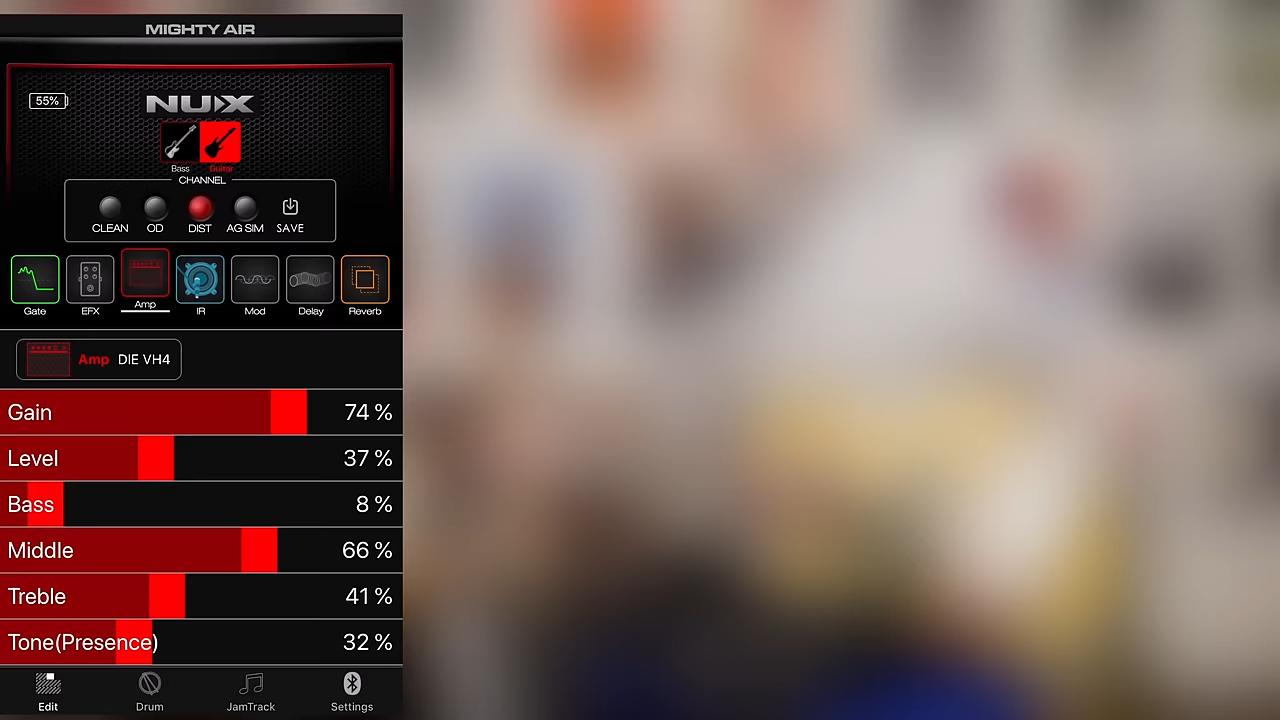 MIGHTY AIR
55%
NUX
Bass Guitar
CHANNEL
CLEAN OD DIST AG SIM SAVE
Gate EFX Amp IR Mod Delay Reverb
Amp DIE VH4
Gain 74 %
Level 37 %
Bass 8 %
Middle 66 %
Treble 41 %
Tone(Presence) 32 %
Edit Drum JamTrack Settings